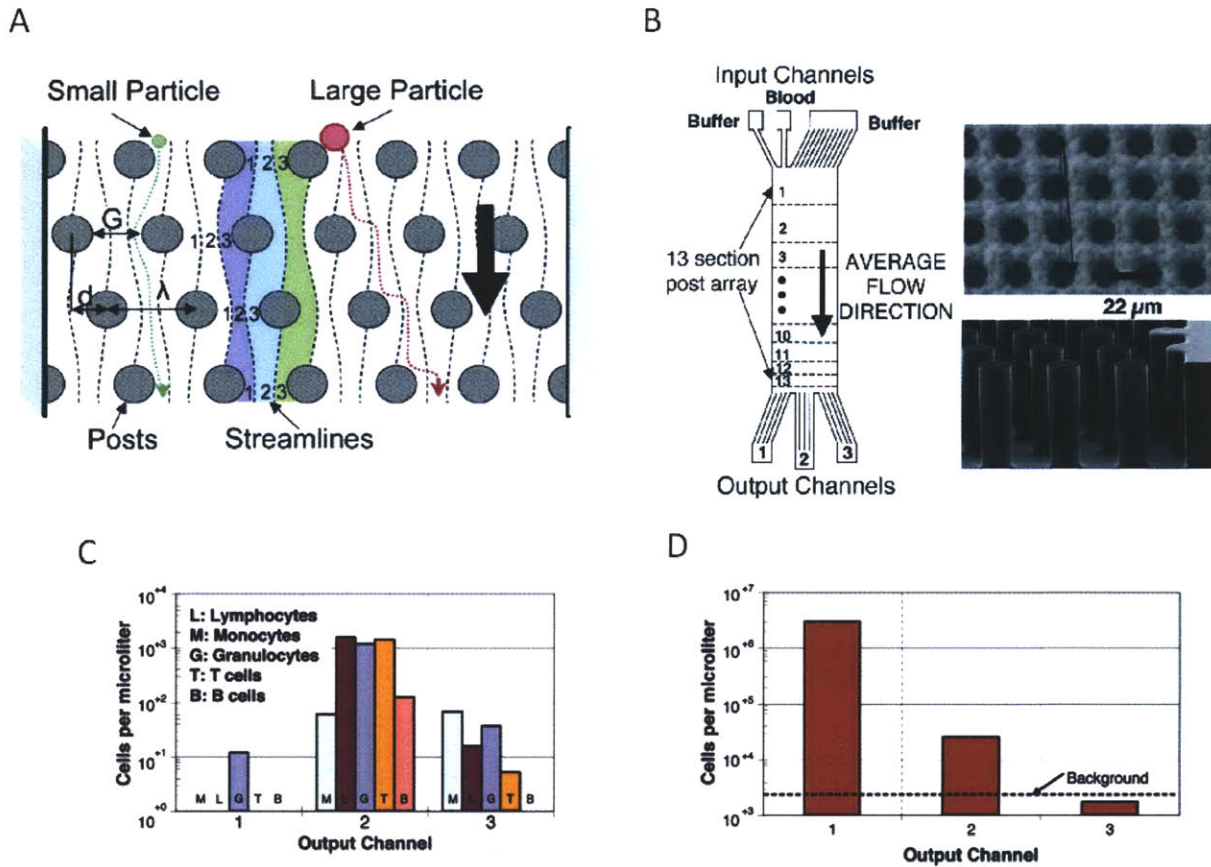 A
Small Particle
Large Particle
1 2 3
G
1 2 3
d
λ
1 2 3
1 2 3
Posts
Streamlines
B
Input Channels
Blood
Buffer
Buffer
1
2
3
13 section
post array
AVERAGE
FLOW
DIRECTION
10
11
12
13
1
2
3
Output Channels
22 µm
C
Cells per microliter
10+4
10+3
10+2
10+1
10+0
L: Lymphocytes
M: Monocytes
G: Granulocytes
T: T cells
B: B cells
M L G T B
M L G T B
M L G T B
1
2
3
Output Channel
D
Cells per microliter
10+7
10+6
10+5
10+4
10+3
Background
1
2
3
Output Channel